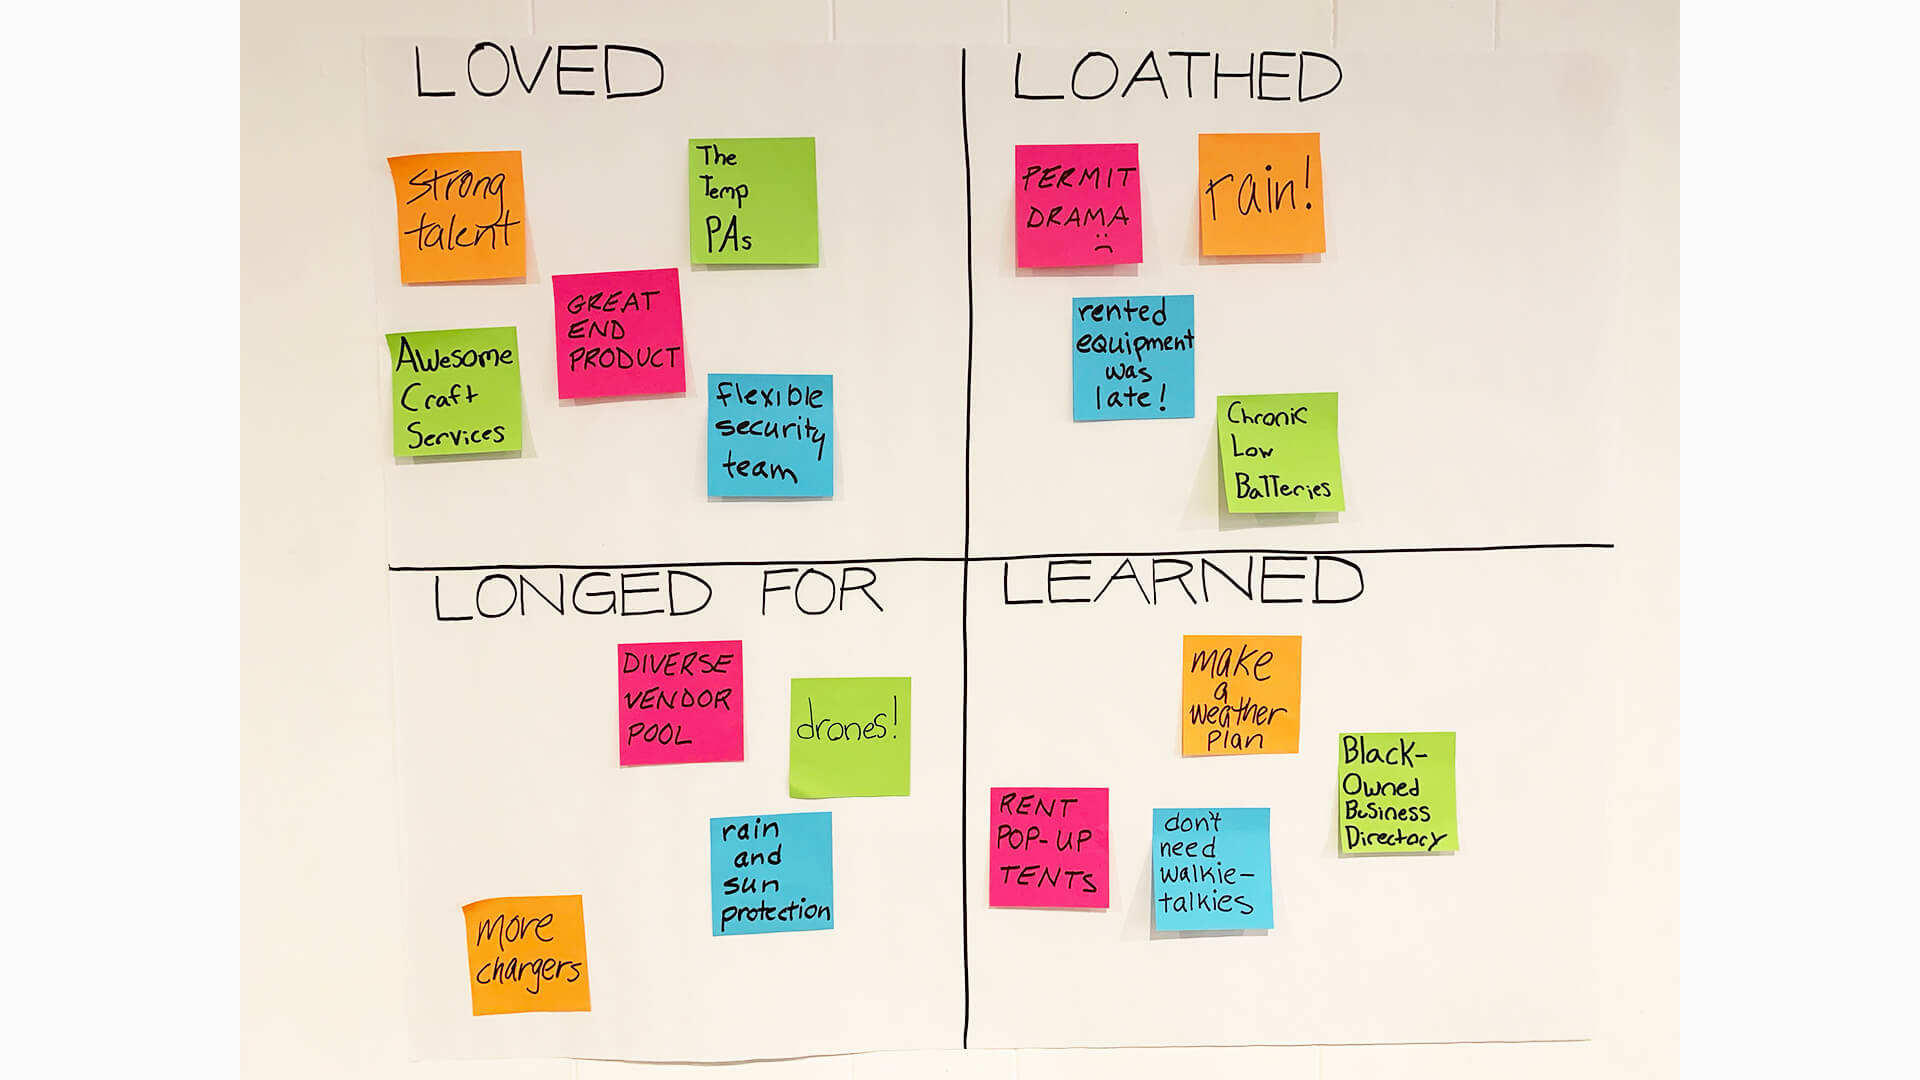 LOVED
strong
talent
The
Temp
PAs
GREAT
END
PRODUCT
Awesome
Craft
Services
flexible
security
team
LOATHED
PERMIT
DRAMA
:(
rain!
rented
equipment
was
late!
Chronic
Low
Batteries
LONGED FOR
DIVERSE
VENDOR
POOL
drones!
rain
and
sun
protection
more
chargers
LEARNED
make
a
weather
plan
Black-
Owned
Business
Directory
RENT
POP-UP
TENTS
don't
need
walkie-
talkies